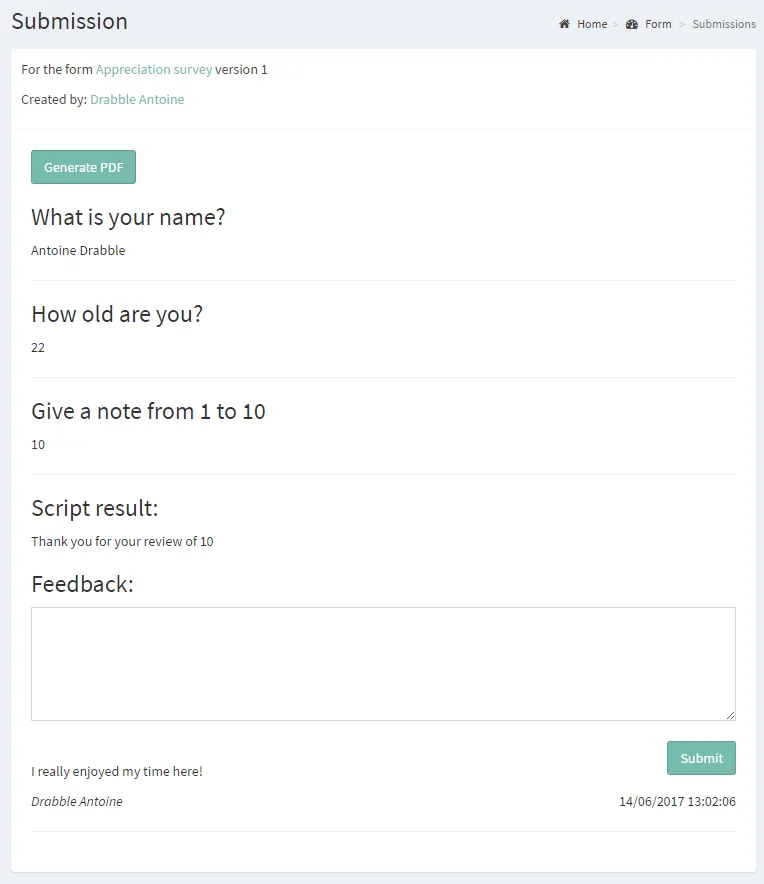 Submission
Home > Form > Submissions
For the form Appreciation survey version 1
Created by: Drabble Antoine
Generate PDF
What is your name?
Antoine Drabble
How old are you?
22
Give a note from 1 to 10
10
Script result:
Thank you for your review of 10
Feedback:
Submit
I really enjoyed my time here!
Drabble Antoine
14/06/2017 13:02:06